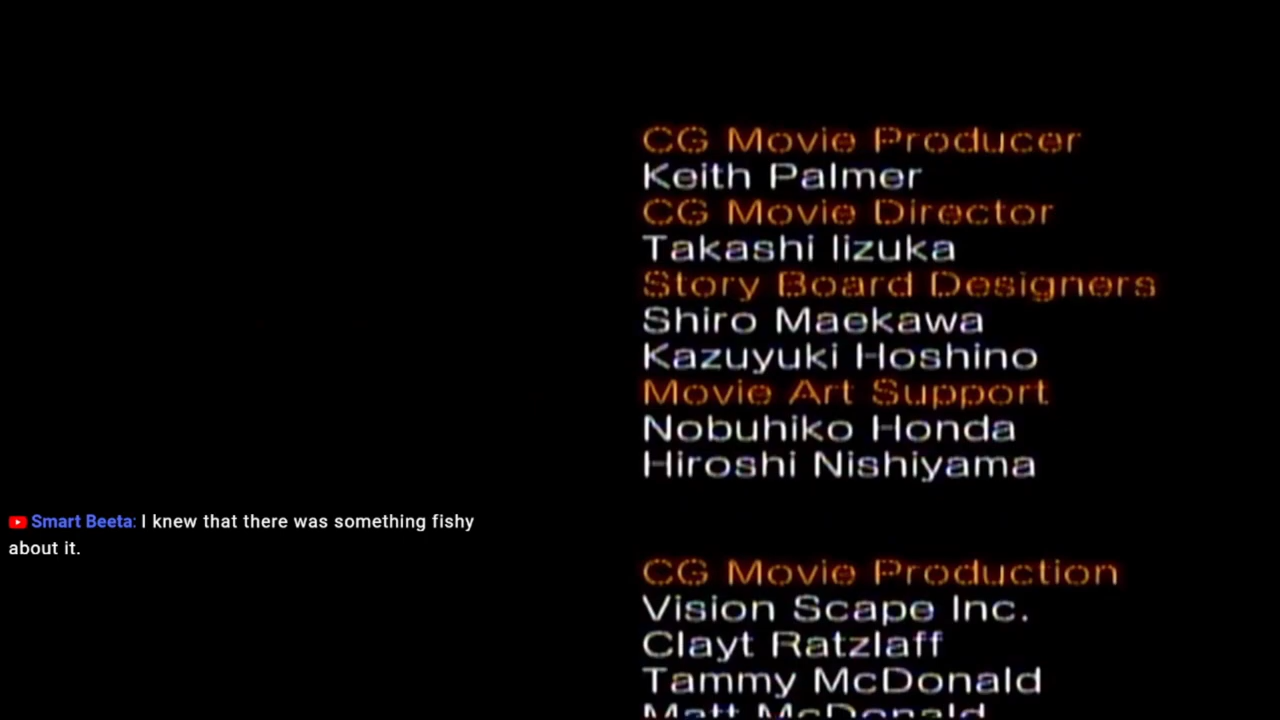 CG Movie Producer
Keith Palmer
CG Movie Director
Takashi Iizuka
Story Board Designers
Shiro Maekawa
Kazuyuki Hoshino
Movie Art Support
Nobuhiko Honda
Hiroshi Nishiyama
Smart Beeta: I knew that there was something fishy
about it.
CG Movie Production
Vision Scape Inc.
Clayt Ratzlaff
Tammy McDonald
Matt McDonald